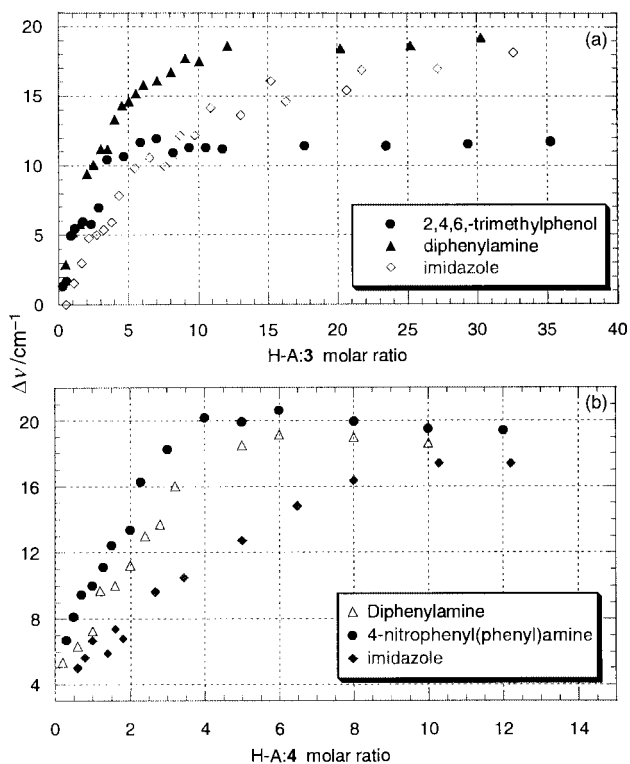 (a)
20
15
10
5
0
2,4,6,-trimethylphenol
diphenylamine
imidazole
0 5 10 15 20 25 30 35 40
H-A:3 molar ratio
Δν/cm⁻¹
(b)
20
16
12
8
4
Diphenylamine
4-nitrophenyl(phenyl)amine
imidazole
0 2 4 6 8 10 12 14
H-A:4 molar ratio